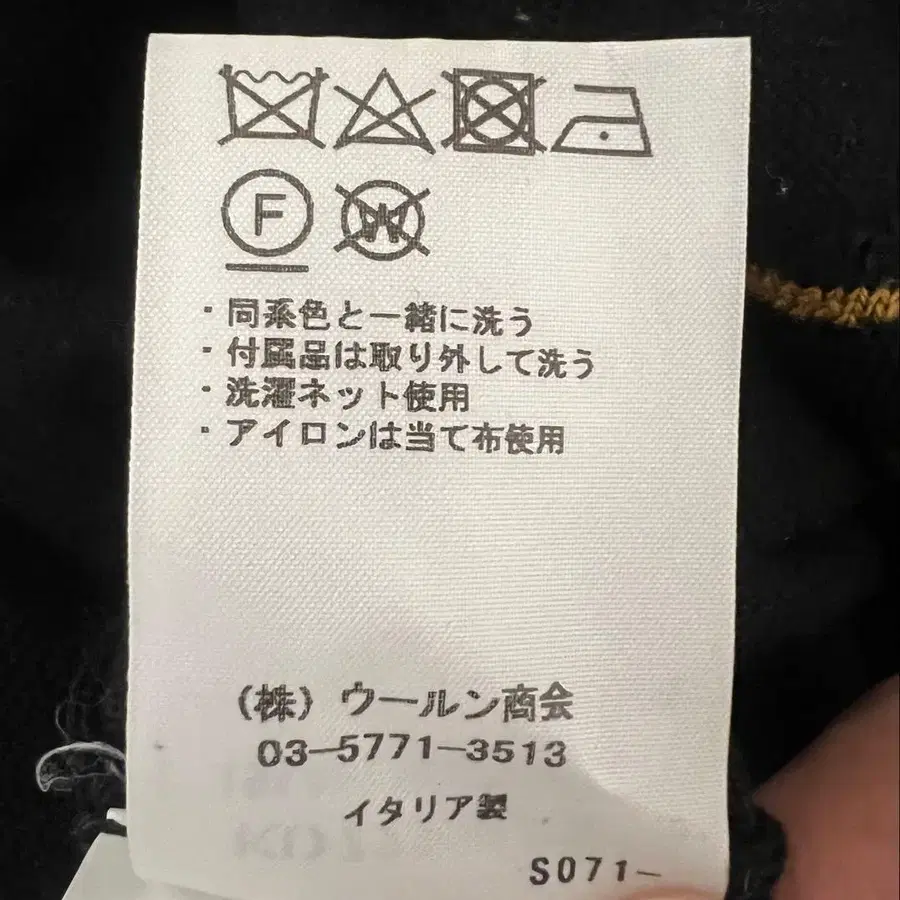 F
W
・同系色と一緒に洗う
・付属品は取り外して洗う
・洗濯ネット使用
・アイロンは当て布使用
(株) ウールン商会
03-5771-3513
イタリア製
S071-